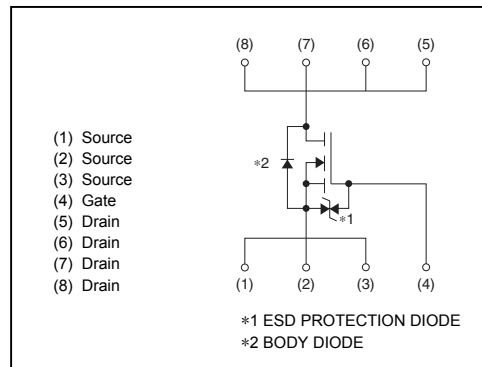 (8) (7) (6) (5)
(1) Source
(2) Source
(3) Source
(4) Gate
(5) Drain
(6) Drain
(7) Drain
(8) Drain
*2
*1
(1) (2) (3) (4)
*1 ESD PROTECTION DIODE
*2 BODY DIODE